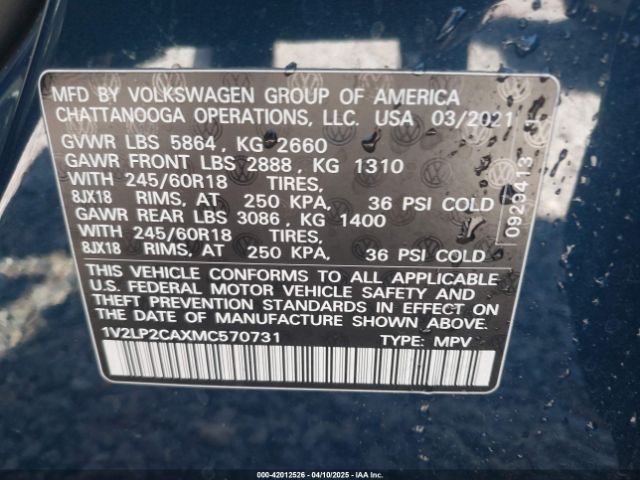 MFD BY VOLKSWAGEN GROUP OF AMERICA
CHATTANOOGA OPERATIONS, LLC. USA 03/2021
GVWR LBS 5864, KG 2660
GAWR FRONT LBS 2888, KG 1310
WITH 245/60R18 TIRES,
8JX18 RIMS, AT 250 KPA, 36 PSI COLD
GAWR REAR LBS 3086, KG 1400
WITH 245/60R18 TIRES,
8JX18 RIMS, AT 250 KPA, 36 PSI COLD
THIS VEHICLE CONFORMS TO ALL APPLICABLE
U.S. FEDERAL MOTOR VEHICLE SAFETY AND
THEFT PREVENTION STANDARDS IN EFFECT ON
THE DATE OF MANUFACTURE SHOWN ABOVE.
1V2LP2CAXMC570731 TYPE: MPV
0929413
000-42012526 - 04/10/2025 - IAAI.com